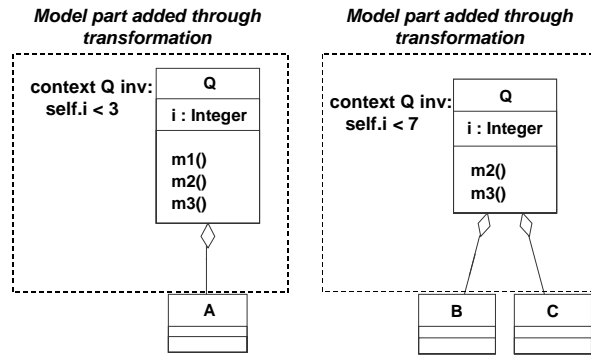 Model part added through
transformation
context Q inv:
self.i < 3
Q
i : Integer
m1()
m2()
m3()
A
Model part added through
transformation
context Q inv:
self.i < 7
Q
i : Integer
m2()
m3()
B
C